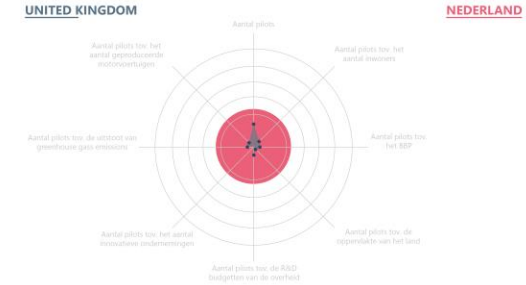 UNITED KINGDOM
NEDERLAND
Aantal pilots
Aantal pilots tov. het
aantal geproduceerde
motorvoertuigen
Aantal pilots tov. het
aantal inwoners
Aantal pilots tov. de uitstoot van
greenhouse gass emissions
Aantal pilots tov.
het BBP
Aantal pilots tov. het aantal
innovatieve ondernemingen
Aantal pilots tov. de
oppervlakte van het land
Aantal pilots tov. de R&D
budgetten van de overheid